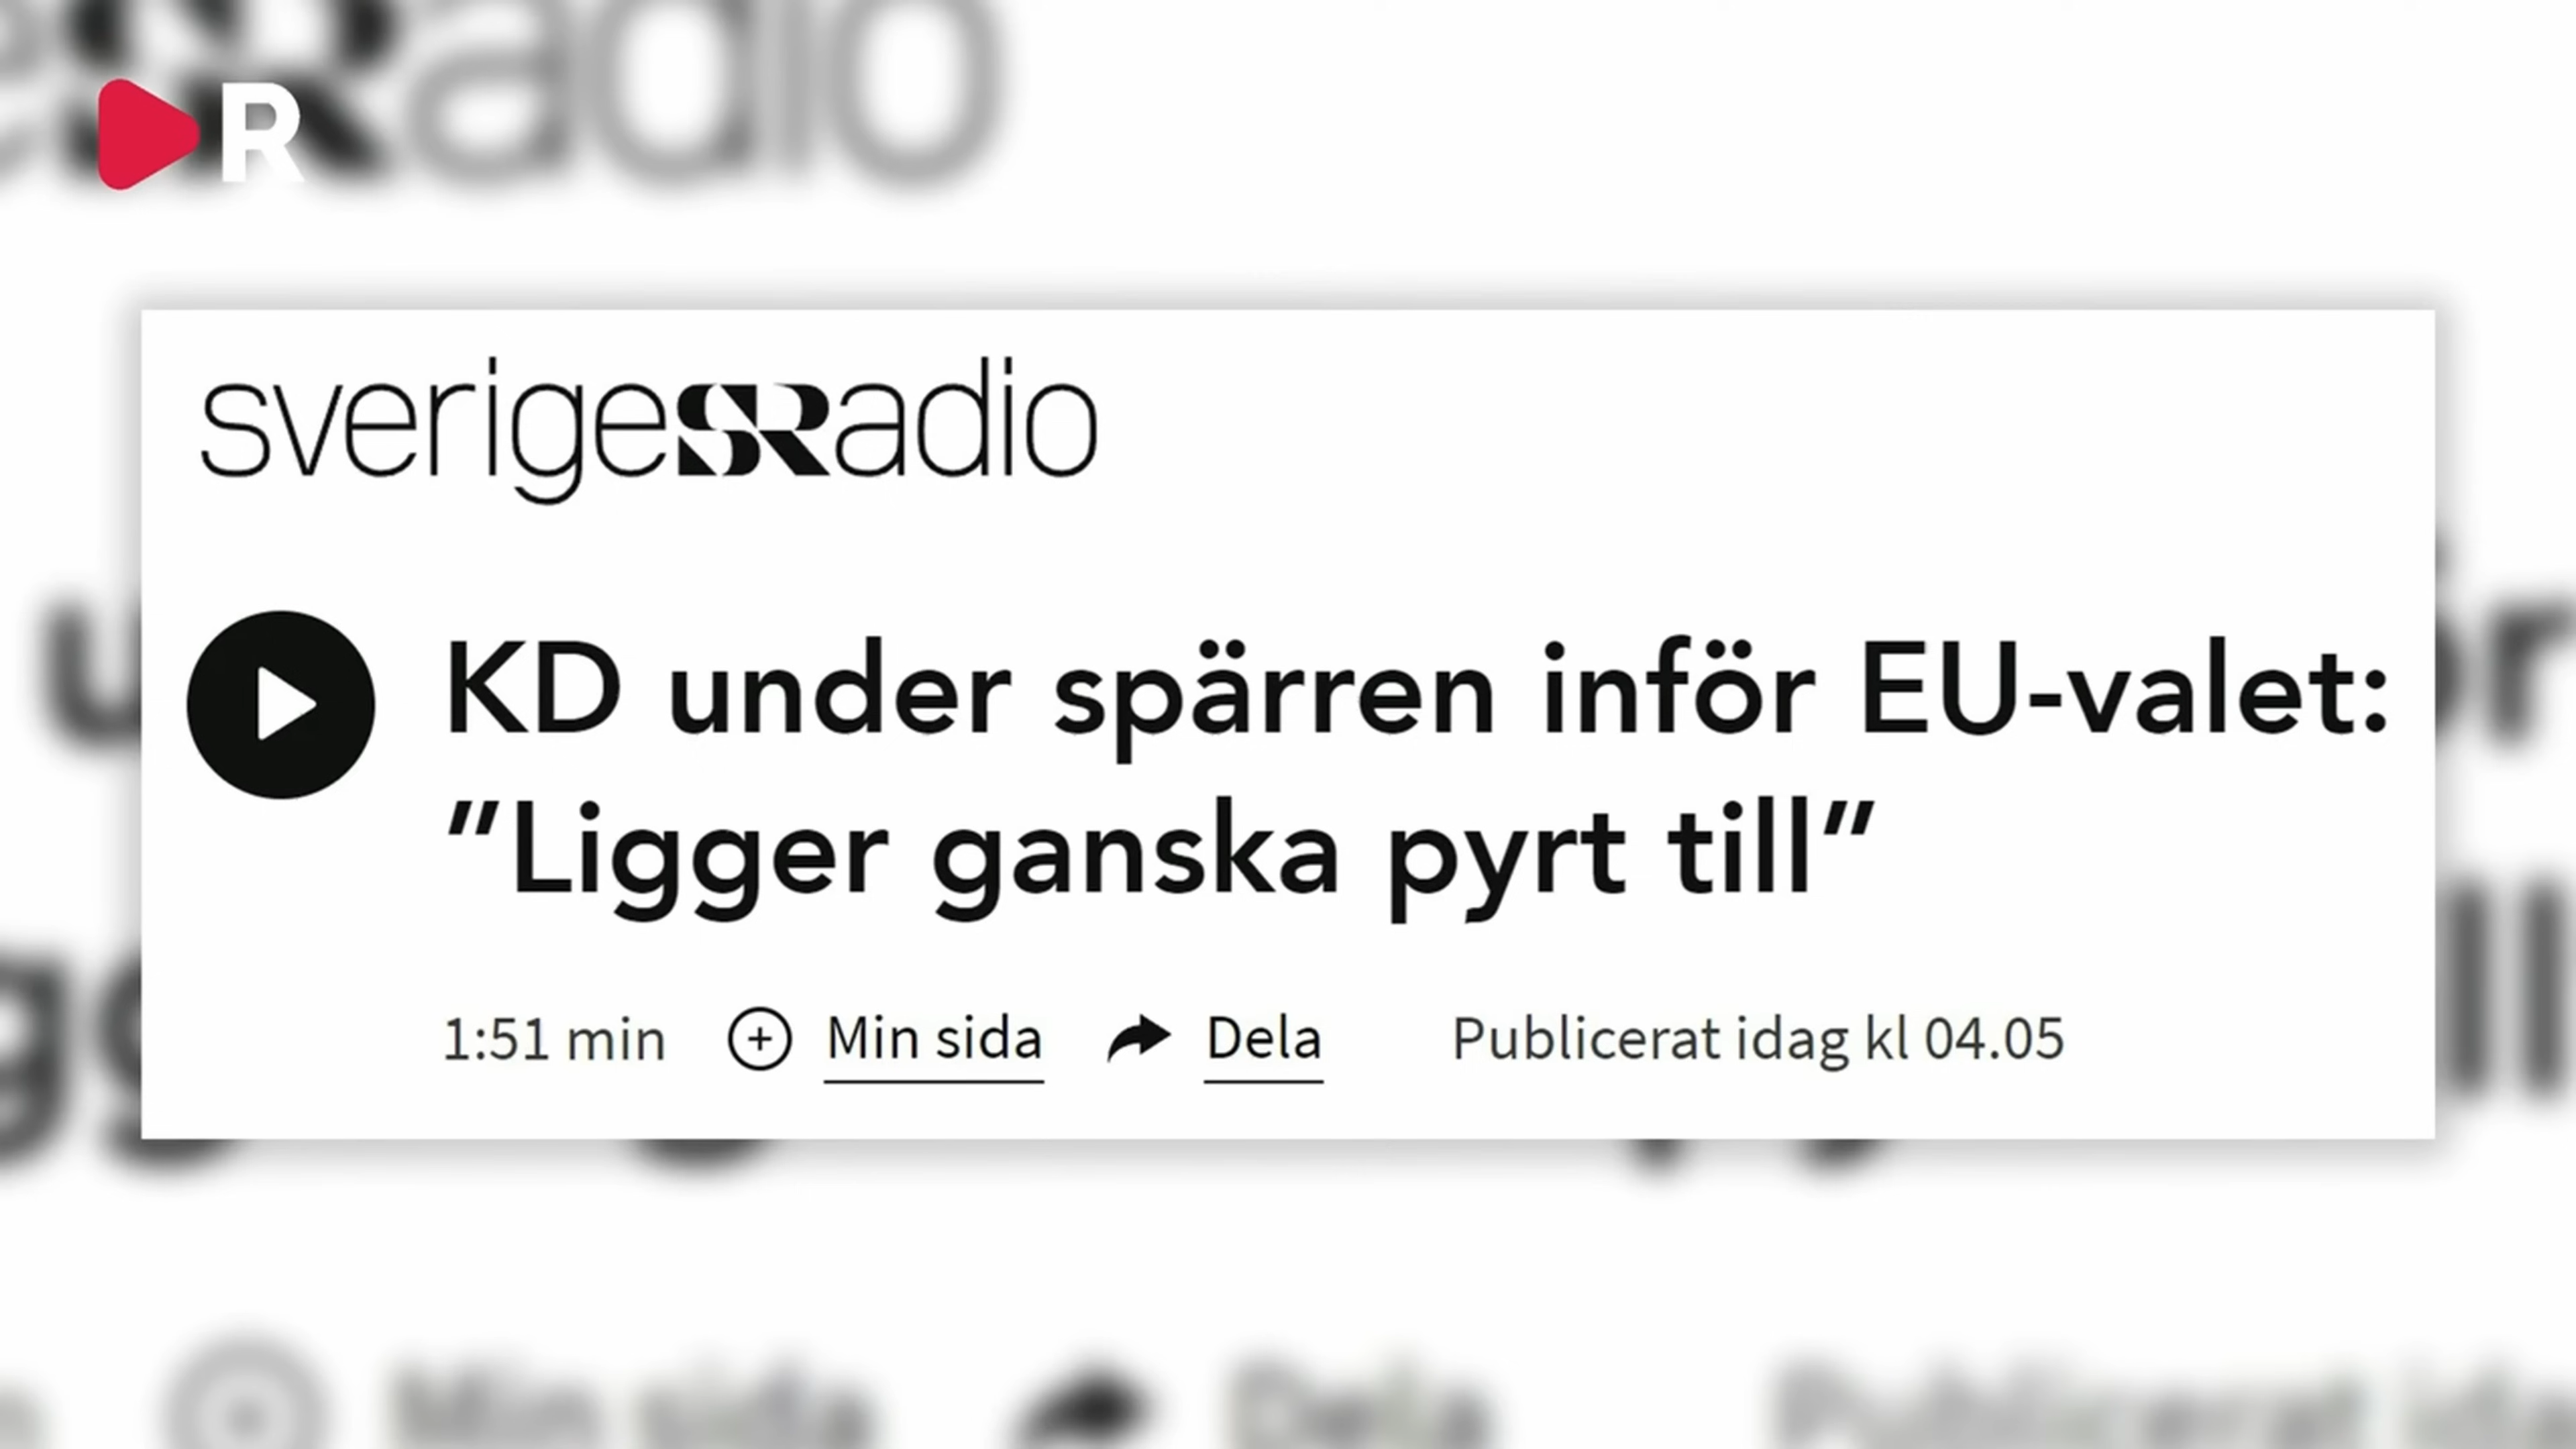 R
sverigesRadio
KD under spärren inför EU-valet:
”Ligger ganska pyrt till”
1:51 min Min sida Dela Publicerat idag kl 04.05